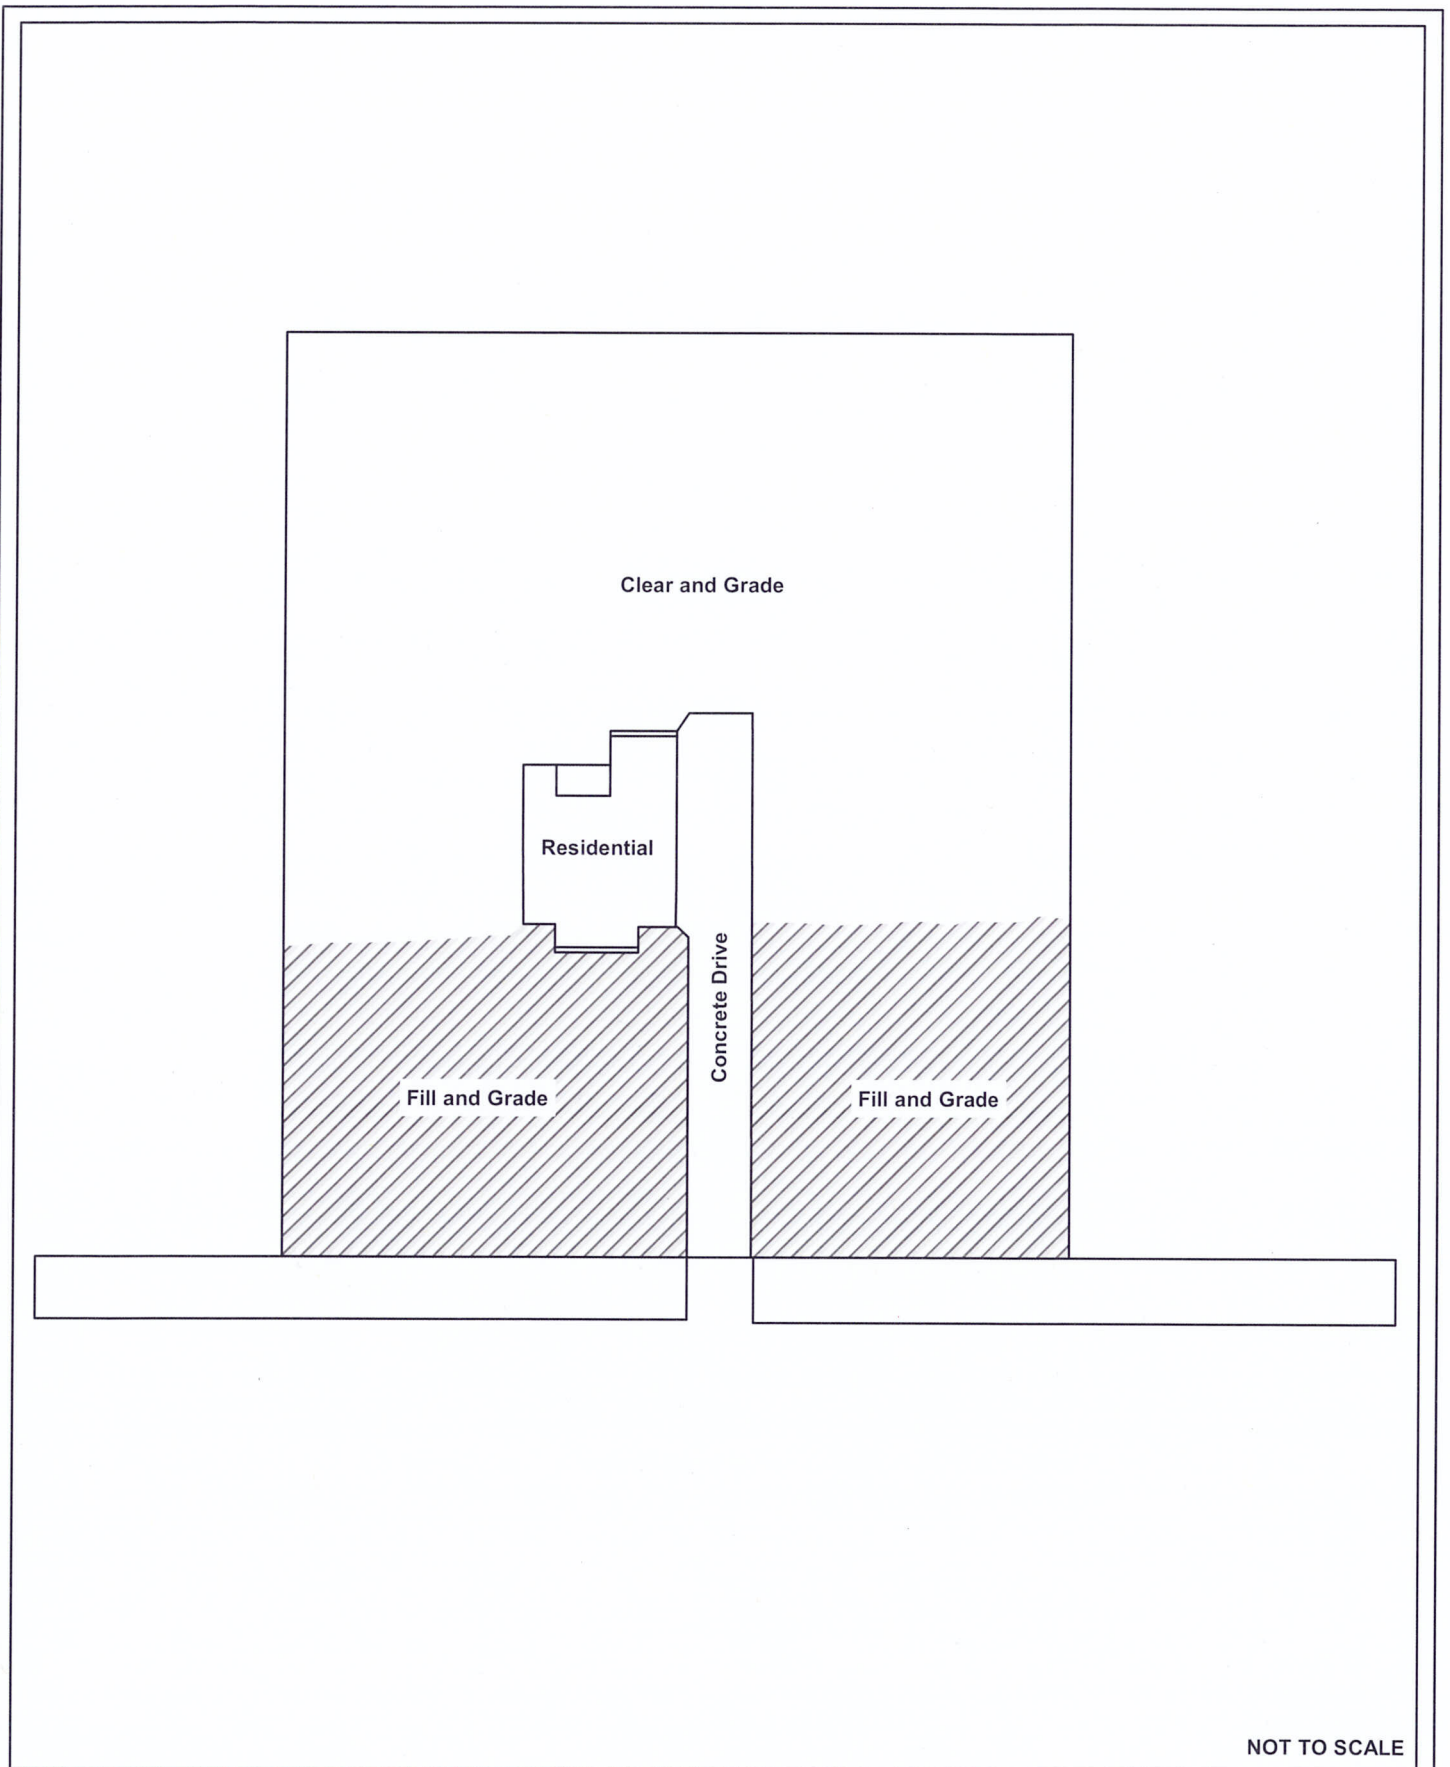 Clear and Grade
Residential
Concrete Drive
Fill and Grade
Fill and Grade
NOT TO SCALE